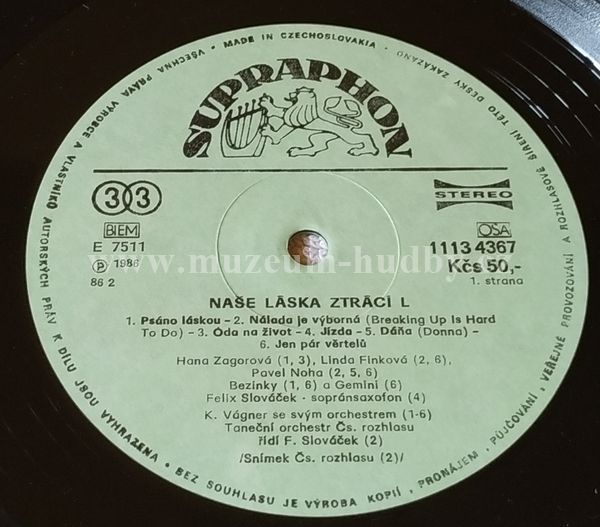 VŠECHNA PRÁVA VÝROBCE A VLASTNÍKŮ AUTORSKÝCH PRÁV K DÍLU JSOU VYHRAZENA • BEZ SOUHLASU JE VÝROBA KOPIÍ, PRONÁJEM, PŮJČOVÁNÍ, VEŘEJNÉ PROVOZOVÁNÍ A ROZHLASOVÉ ŠÍŘENÍ TÉTO DESKY ZAKÁZÁNO • MADE IN CZECHOSLOVAKIA •
SUPRAPHON
33
STEREO
BIEM
OSA
E 7511
1113 4367
Ⓟ 1986
Kčs 50,-
86 2
1. strana
www.muzeum-hudby.cz
NAŠE LÁSKA ZTRÁCÍ L
1. Psáno láskou – 2. Nálada je výborná (Breaking Up Is Hard
To Do) – 3. Óda na život – 4. Jízda – 5. Dáňa (Donna) –
6. Jen pár věrtelů
Hana Zagorová (1, 3), Linda Finková (2, 6),
Pavel Noha (2, 5, 6)
Bezinky (1, 6) a Gemini (6)
Felix Slováček - sopránsaxofon (4)
K. Vágner se svým orchestrem (1-6)
Taneční orchestr Čs. rozhlasu
řídí F. Slováček (2)
/Snímek Čs. rozhlasu (2)/